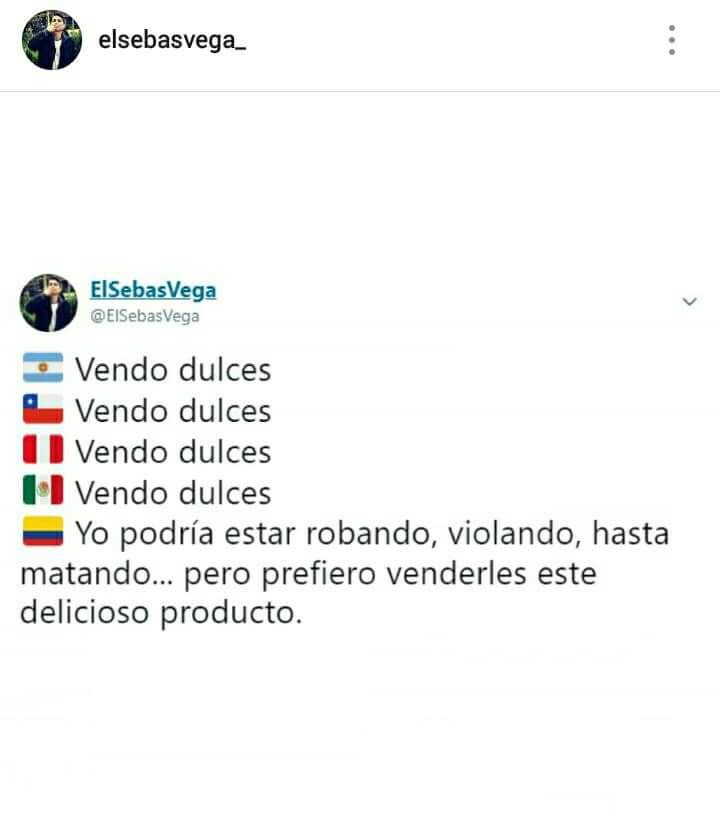 elsebasvega_
ElSebasVega
@ElSebasVega
🇦🇷 Vendo dulces
🇨🇱 Vendo dulces
🇵🇪 Vendo dulces
🇲🇽 Vendo dulces
🇨🇴 Yo podría estar robando, violando, hasta
matando... pero prefiero venderles este
delicioso producto.